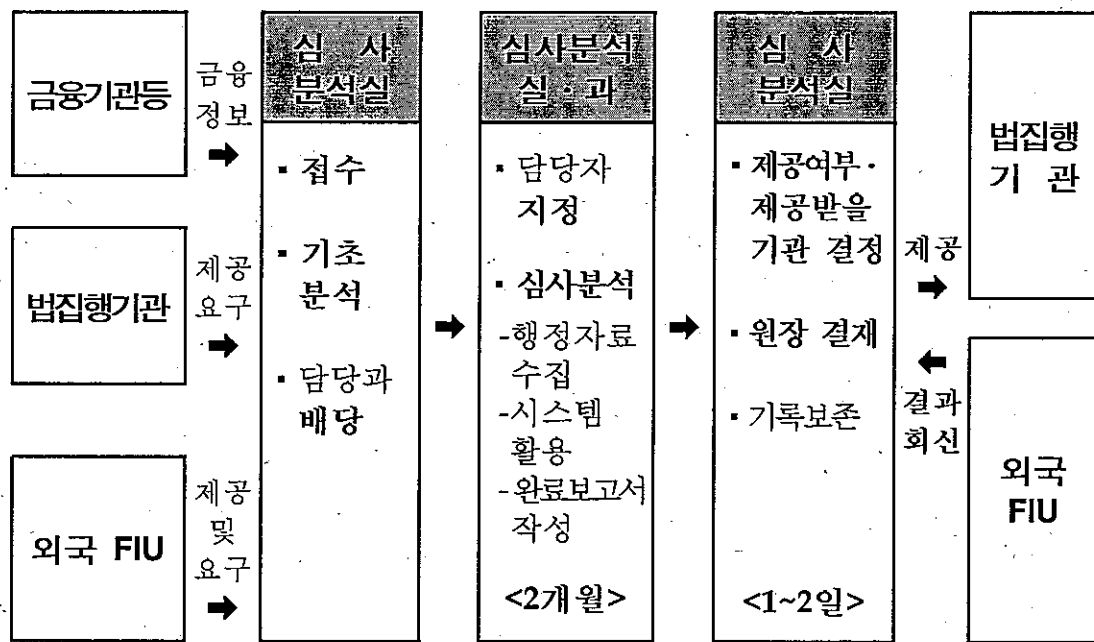 금융기관등
금융
정보
➡
법집행기관
제공
요구
➡
외국 FIU
제공
및
요구
➡
심 사
분석실
▪ 접수
▪ 기초
분석
▪ 담당과
배당
➡
심사분석
실·과
▪ 담당자
지정
▪ 심사분석
-행정자료
수집
-시스템
활용
-완료보고서
작성
<2개월>
➡
심 사
분석실
▪ 제공여부·
제공받을
기관 결정
▪ 원장 결재
▪ 기록보존
<1~2일>
제공
➡
⬅
결과
회신
법집행
기 관
외국
FIU